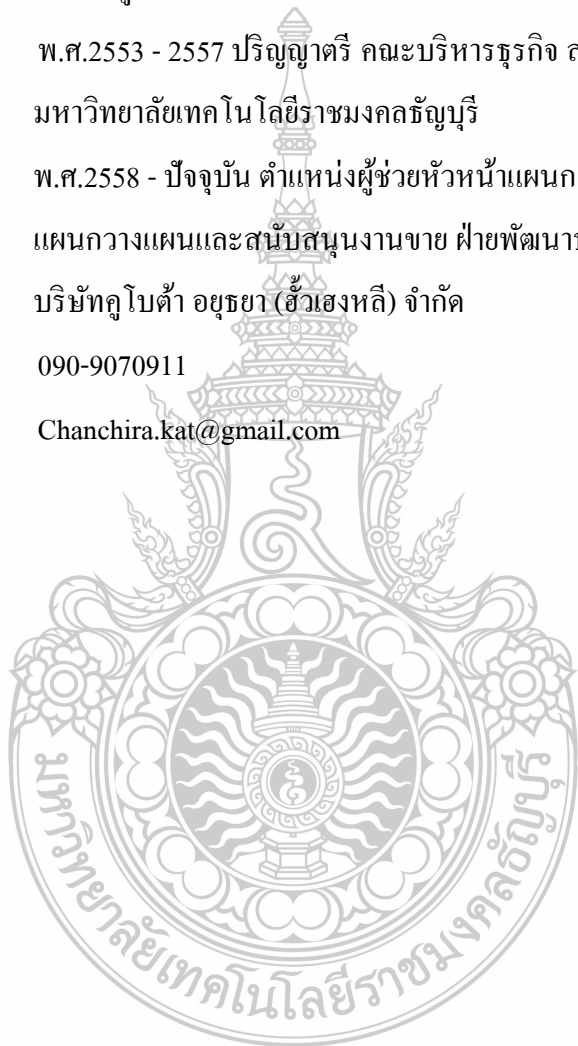 พ.ศ.2553 - 2557 ปริญญาตรี คณะบริหารธุรกิจ
มหาวิทยาลัยเทคโนโลยีราชมงคลธัญบุรี
พ.ศ.2558 - ปัจจุบัน ตำแหน่งผู้ช่วยหัวหน้าแผนก
แผนกวางแผนและสนับสนุนงานขาย ฝ่ายพัฒนา
บริษัทคูโบต้า อยุธยา (ฮั้วเฮงหลี) จำกัด
090-9070911
Chanchira.kat@gmail.com
มหาวิทยาลัยเทคโนโลยีราชมงคลธัญบุรี